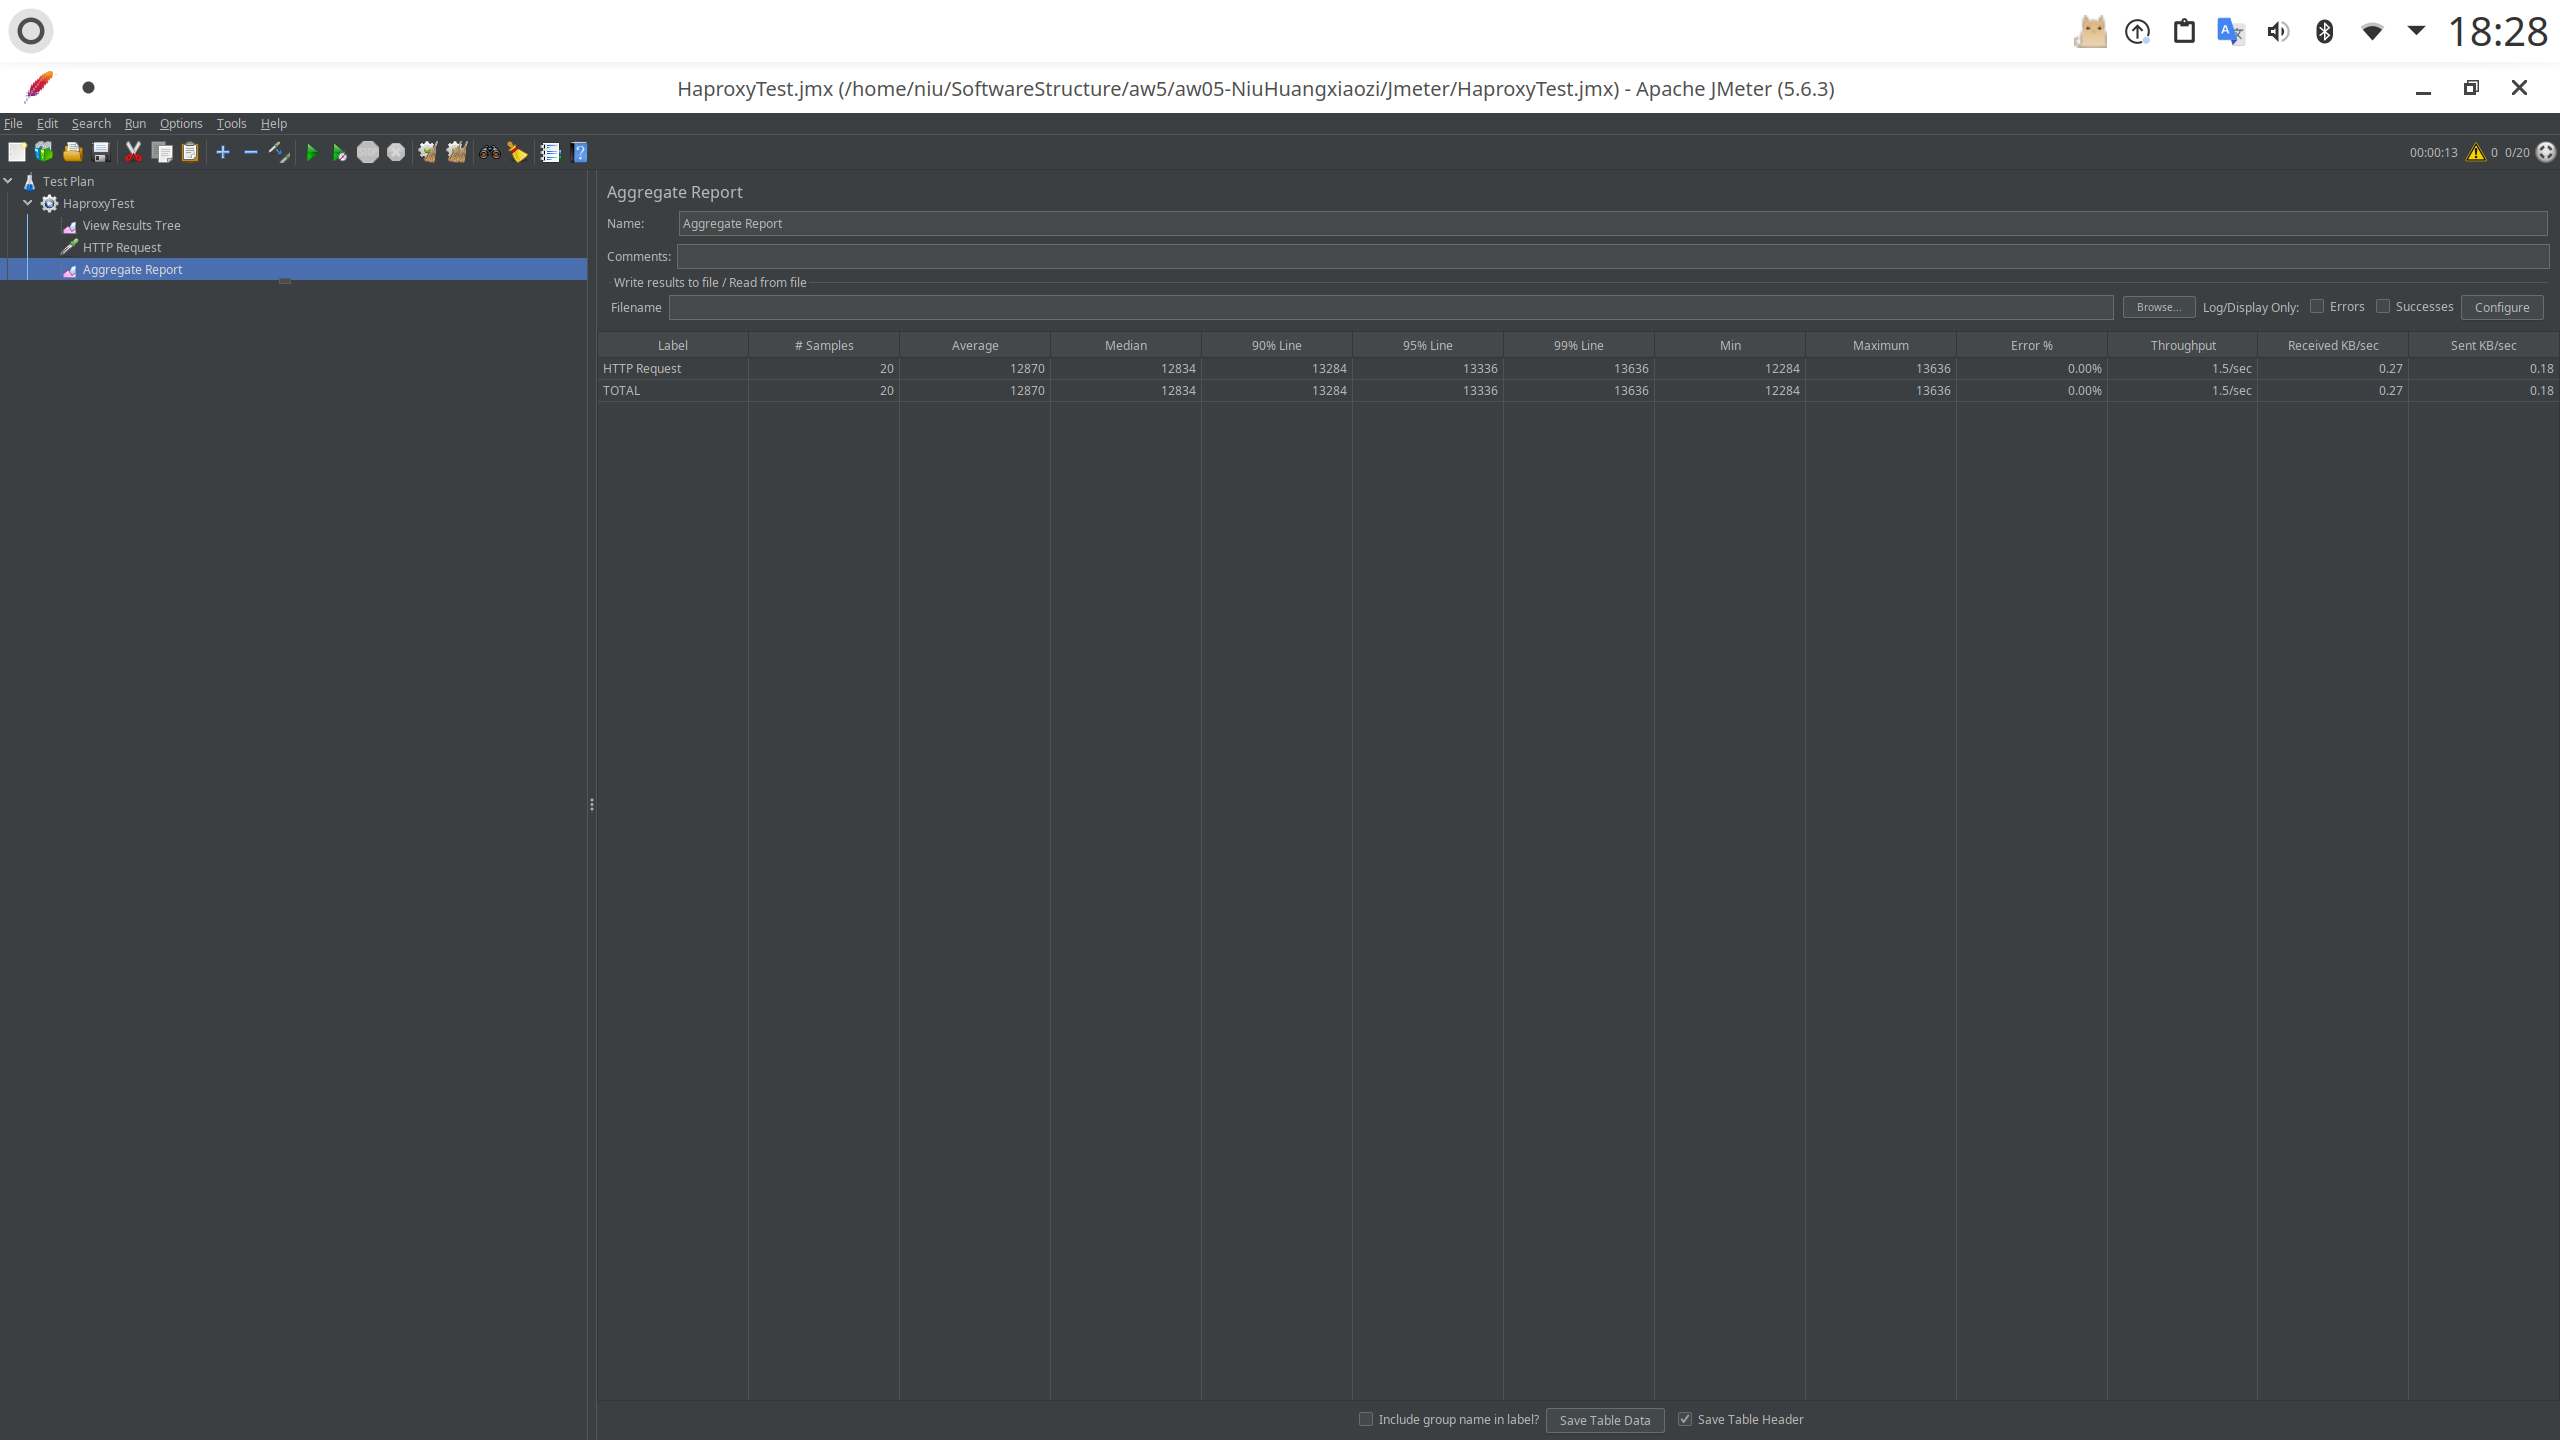 18:28
HaproxyTest.jmx (/home/niu/SoftwareStructure/aw5/aw05-NiuHuangxiaozi/Jmeter/HaproxyTest.jmx) - Apache JMeter (5.6.3)
File Edit Search Run Options Tools Help
00:00:13 0 0/20
Test Plan
HaproxyTest
View Results Tree
HTTP Request
Aggregate Report
Aggregate Report
Name: Aggregate Report
Comments:
Write results to file / Read from file
Filename Browse... Log/Display Only: Errors Successes Configure
Label # Samples Average Median 90% Line 95% Line 99% Line Min Maximum Error % Throughput Received KB/sec Sent KB/sec
HTTP Request 20 12870 12834 13284 13336 13636 12284 13636 0.00% 1.5/sec 0.27 0.18
TOTAL 20 12870 12834 13284 13336 13636 12284 13636 0.00% 1.5/sec 0.27 0.18
Include group name in label? Save Table Data Save Table Header